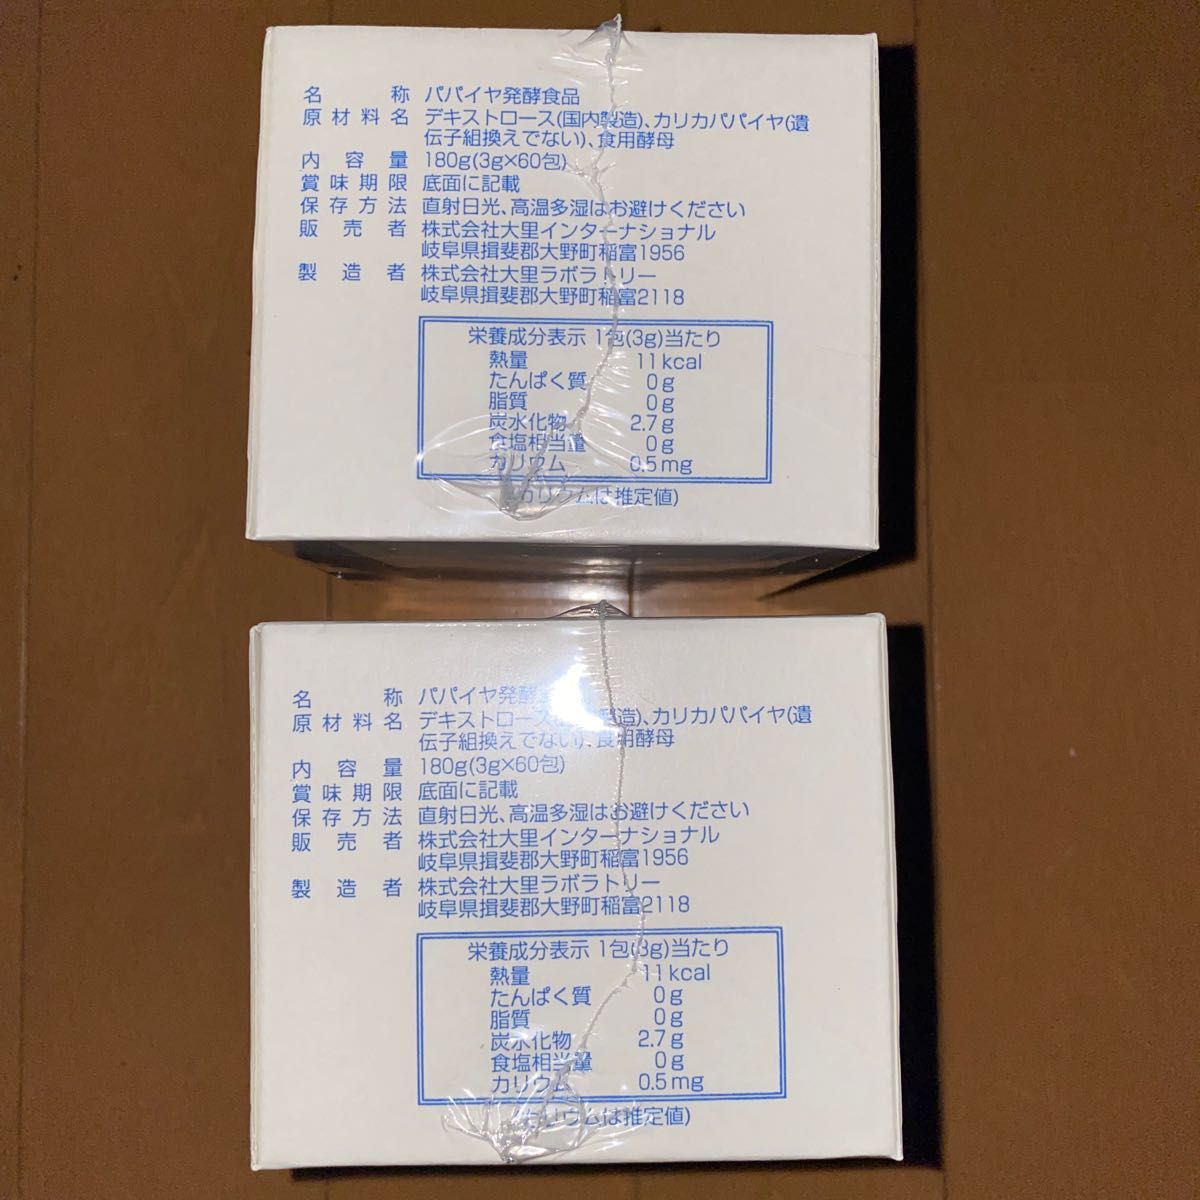 名称 パパイヤ発酵食品
原材料名 デキストロース(国内製造)、カリカパパイヤ(遺
伝子組換えでない)、食用酵母
内容量 180g(3g×60包)
賞味期限 底面に記載
保存方法 直射日光、高温多湿はお避けください
販売者 株式会社大里インターナショナル
岐阜県揖斐郡大野町稲富1956
製造者 株式会社大里ラボラトリー
岐阜県揖斐郡大野町稲富2118
栄養成分表示 1包(3g)当たり
熱量 11kcal
たんぱく質 0g
脂質 0g
炭水化物 2.7g
食塩相当量 0g
カリウム 0.5mg
(カリウムは推定値)
名称 パパイヤ発酵食品
原材料名 デキストロース(国内製造)、カリカパパイヤ(遺
伝子組換えでない)、食用酵母
内容量 180g(3g×60包)
賞味期限 底面に記載
保存方法 直射日光、高温多湿はお避けください
販売者 株式会社大里インターナショナル
岐阜県揖斐郡大野町稲富1956
製造者 株式会社大里ラボラトリー
岐阜県揖斐郡大野町稲富2118
栄養成分表示 1包(3g)当たり
熱量 11kcal
たんぱく質 0g
脂質 0g
炭水化物 2.7g
食塩相当量 0g
カリウム 0.5mg
(カリウムは推定値)